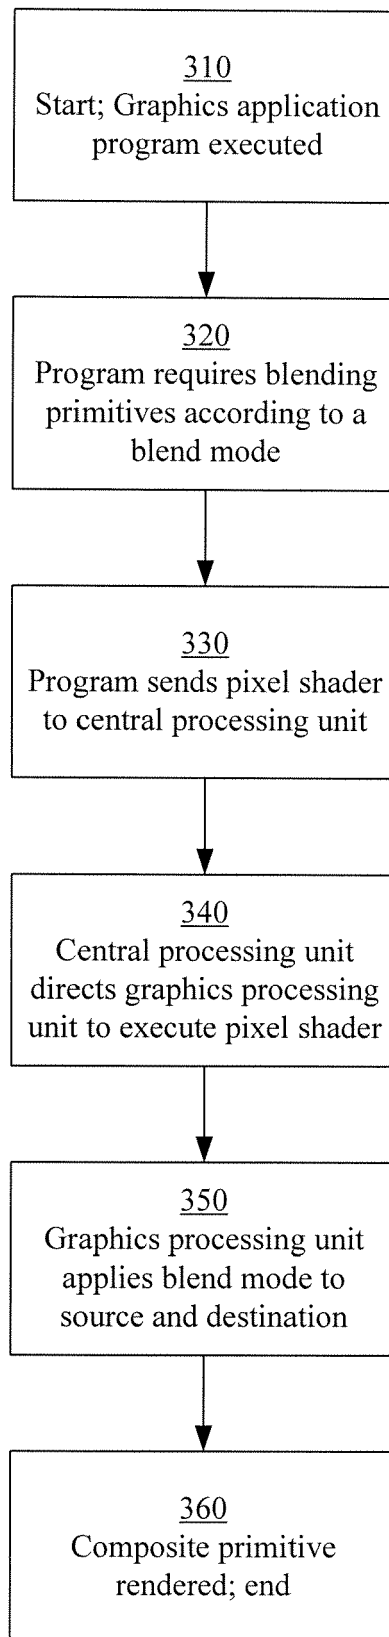 310
Start; Graphics application
program executed
320
Program requires blending
primitives according to a
blend mode
330
Program sends pixel shader
to central processing unit
340
Central processing unit
directs graphics processing
unit to execute pixel shader
350
Graphics processing unit
applies blend mode to
source and destination
360
Composite primitive
rendered; end